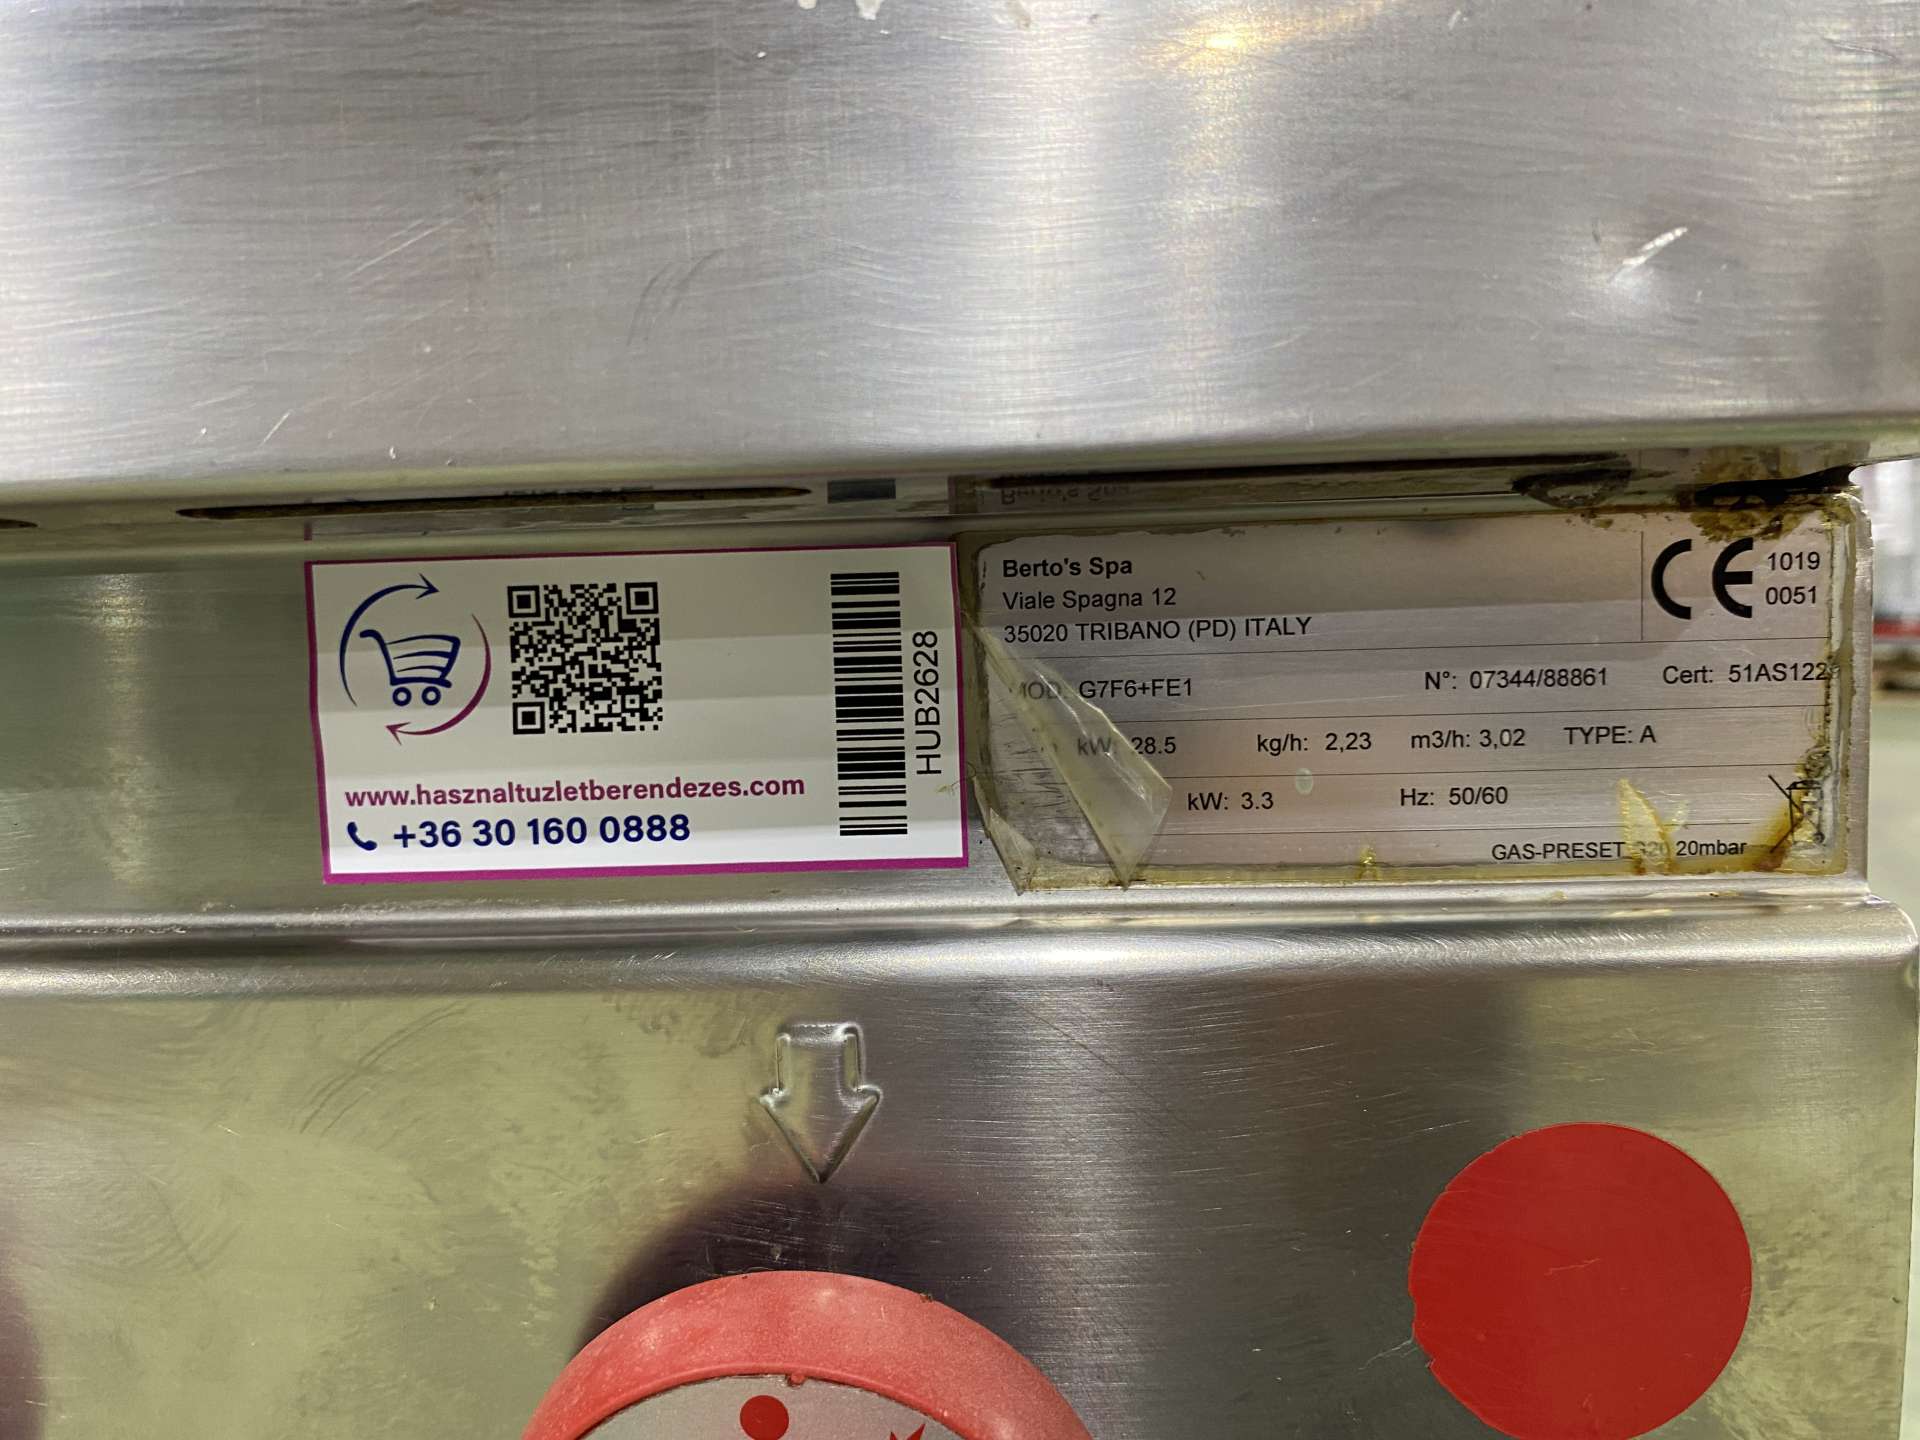 www.hasznaltuzletberendezes.com
+36 30 160 0888
HUB2628
Berto's Spa
Viale Spagna 12
35020 TRIBANO (PD) ITALY
CE 1019
0051
MOD. G7F6+FE1 N°: 07344/88861 Cert: 51AS122
kW: 28.5 kg/h: 2,23 m3/h: 3,02 TYPE: A
kW: 3.3 Hz: 50/60
GAS-PRESET G20 20mbar